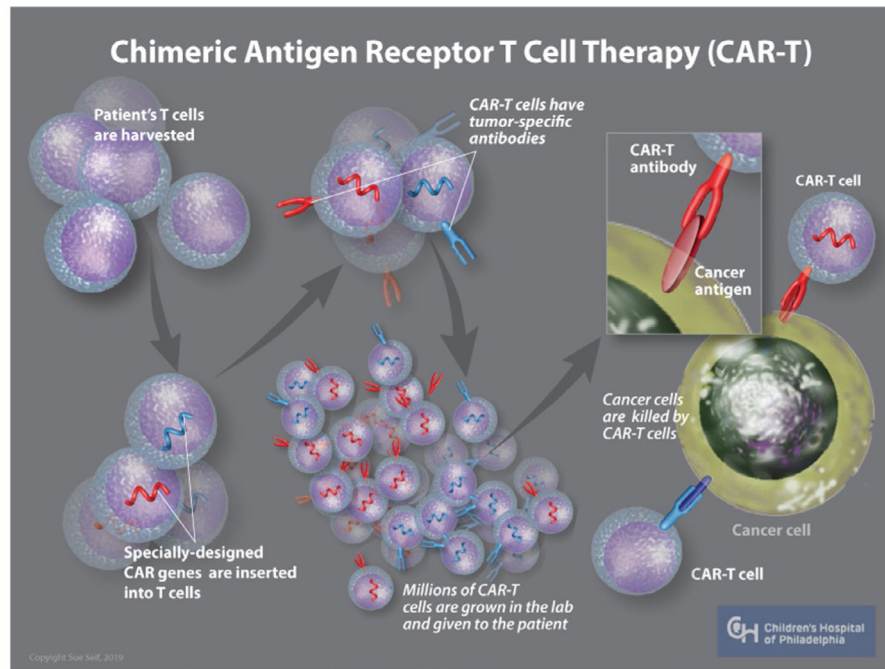 Chimeric Antigen Receptor T Cell Therapy (CAR-T)
Patient's T cells
are harvested
CAR-T cells have
tumor-specific
antibodies
CAR-T
antibody
Cancer
antigen
CAR-T cell
Specially-designed
CAR genes are inserted
into T cells
Millions of CAR-T
cells are grown in the lab
and given to the patient
Cancer cells
are killed by
CAR-T cells
Cancer cell
CAR-T cell
CH Children's Hospital
of Philadelphia
Copyright Sue Seif, 2019